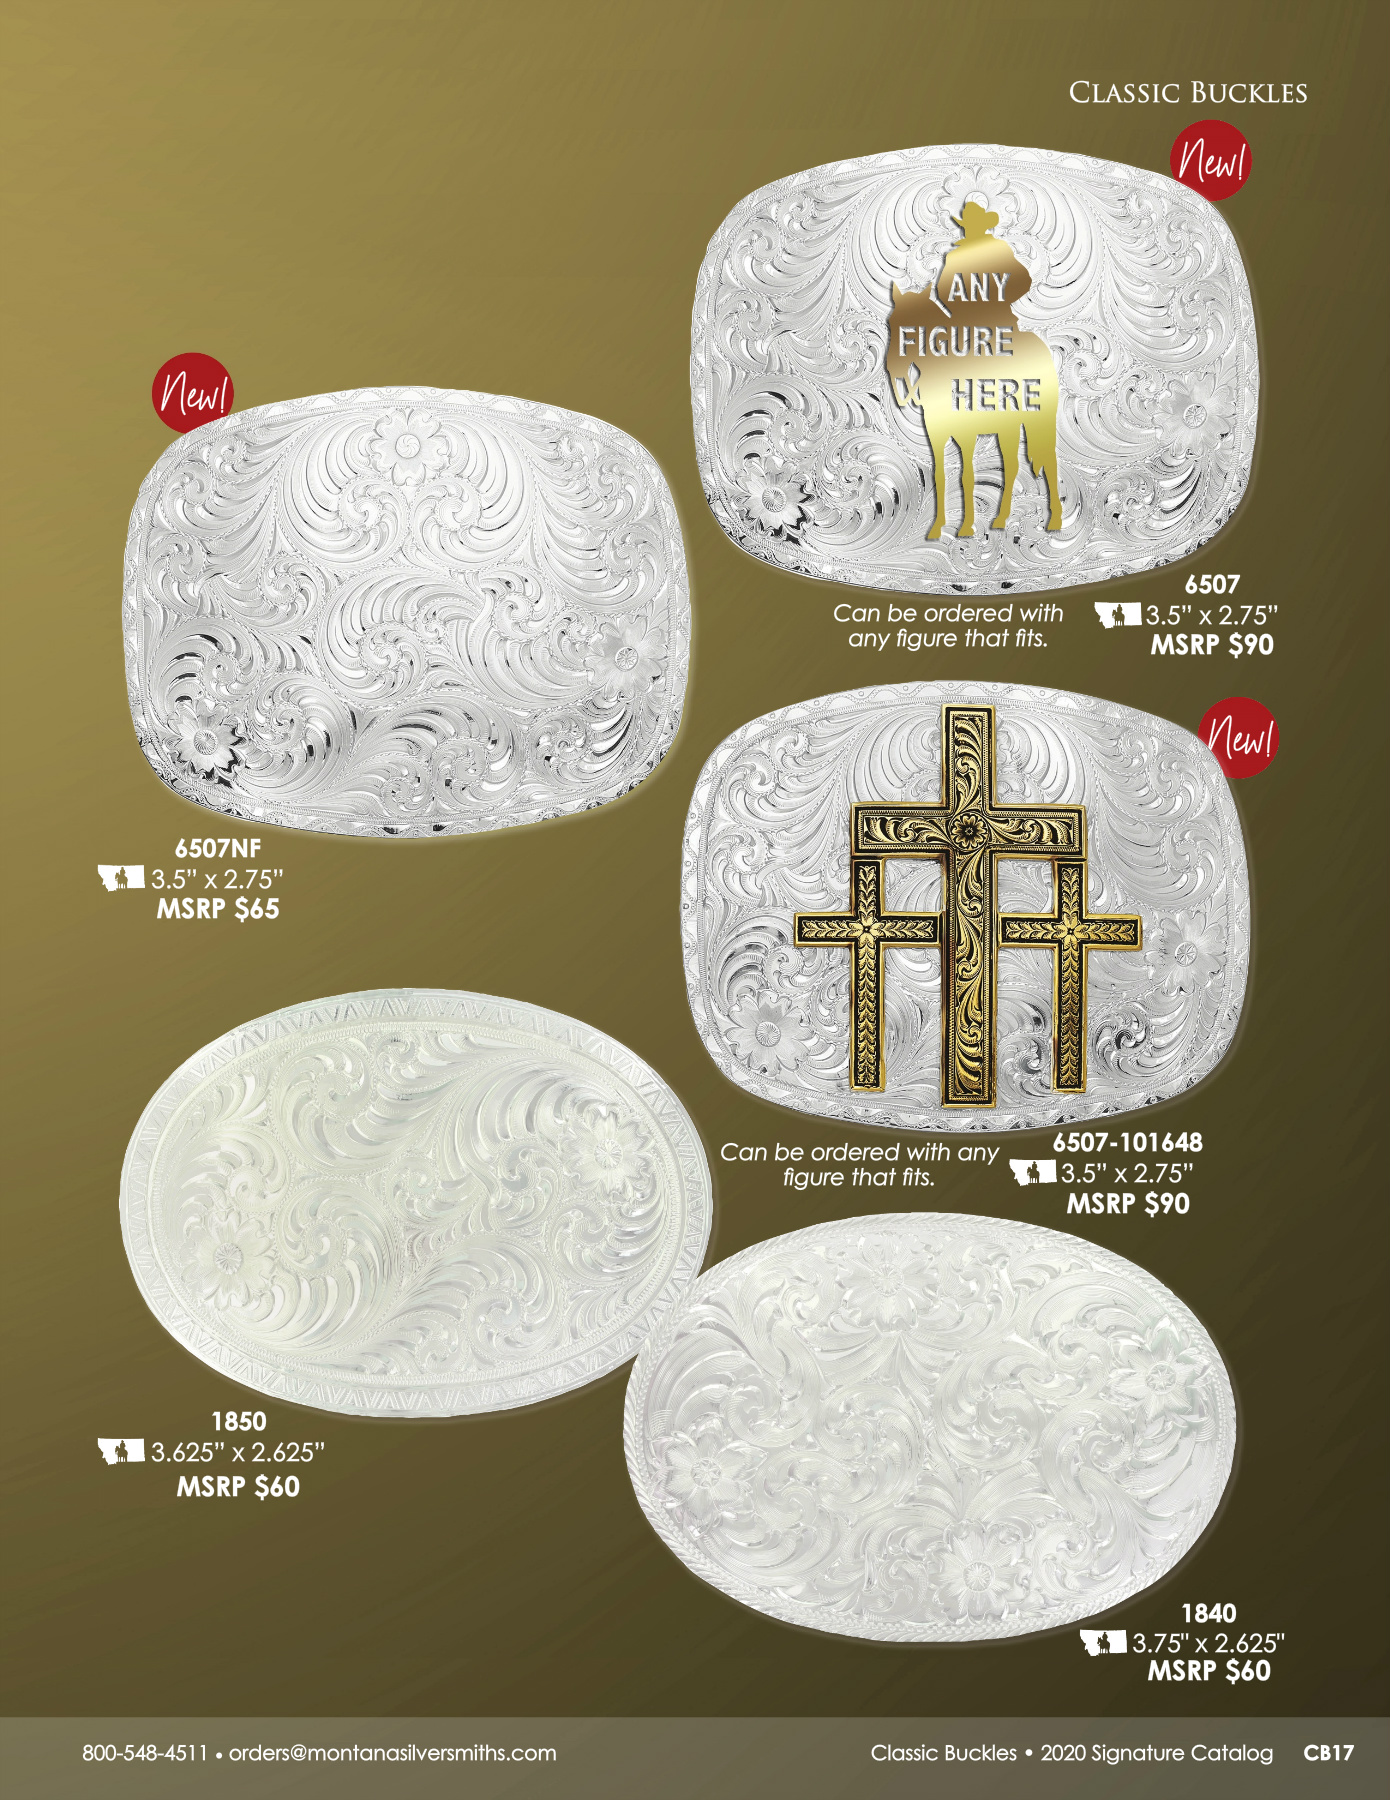 Classic Buckles
New!
ANY
FIGURE
HERE
6507
3.5” x 2.75”
MSRP $90
Can be ordered with
any figure that fits.
New!
6507NF
3.5” x 2.75”
MSRP $65
New!
6507-101648
3.5” x 2.75”
MSRP $90
Can be ordered with any
figure that fits.
1850
3.625” x 2.625”
MSRP $60
1840
3.75" x 2.625"
MSRP $60
800-548-4511 • orders@montanasilversmiths.com
Classic Buckles • 2020 Signature Catalog CB17